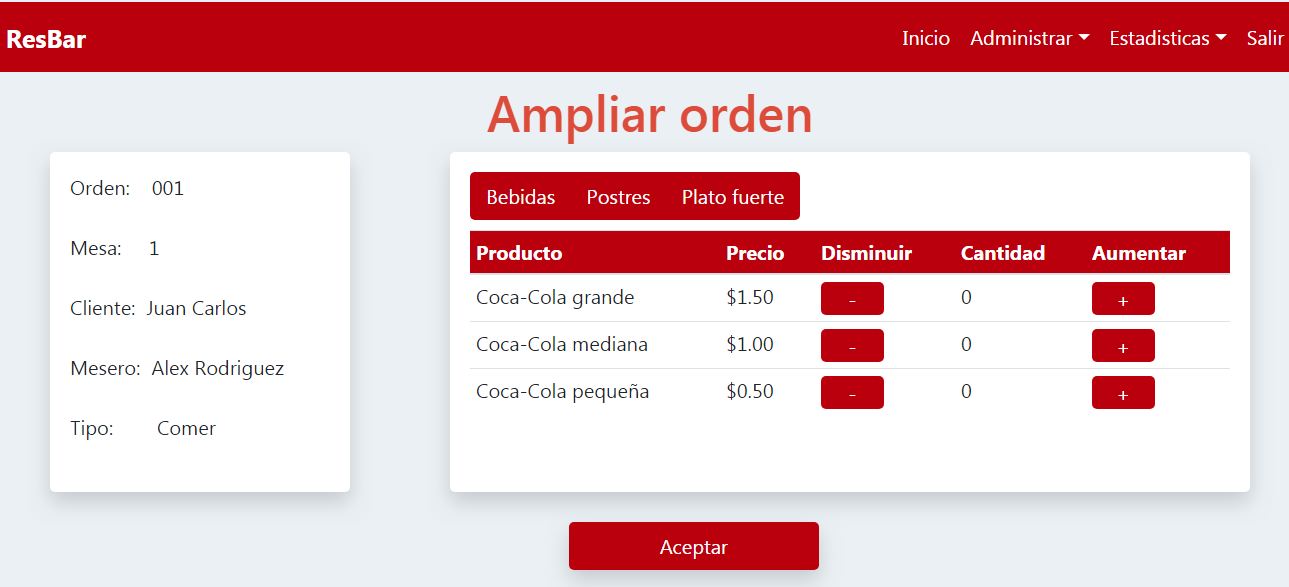 ResBar Inicio Administrar Estadisticas Salir
Ampliar orden
Orden: 001
Mesa: 1
Cliente: Juan Carlos
Mesero: Alex Rodriguez
Tipo: Comer
Bebidas Postres Plato fuerte
Producto Precio Disminuir Cantidad Aumentar
Coca-Cola grande $1.50 - 0 +
Coca-Cola mediana $1.00 - 0 +
Coca-Cola pequeña $0.50 - 0 +
Aceptar